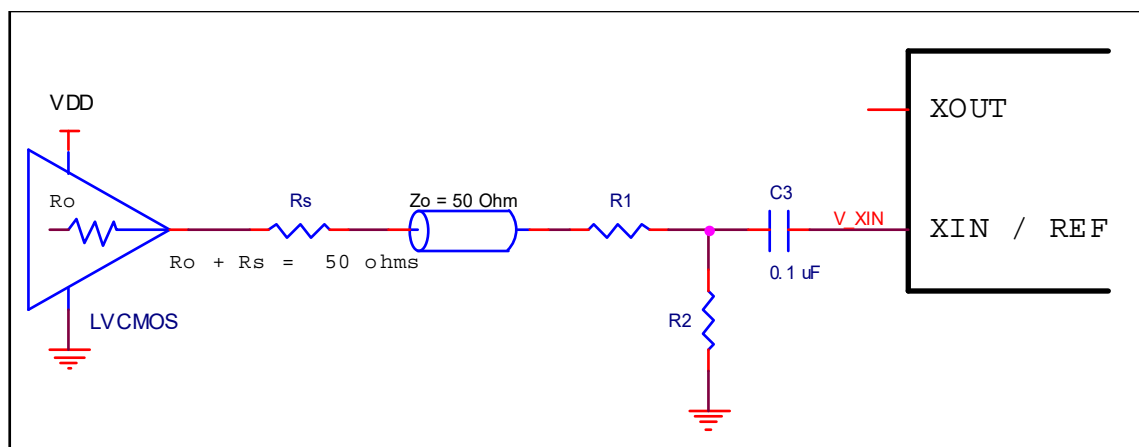 VDD
XOUT
Ro
Rs
Zo = 50 Ohm
R1
C3
V_XIN
XIN / REF
Ro + Rs = 50 ohms
0.1 uF
LVCMOS
R2